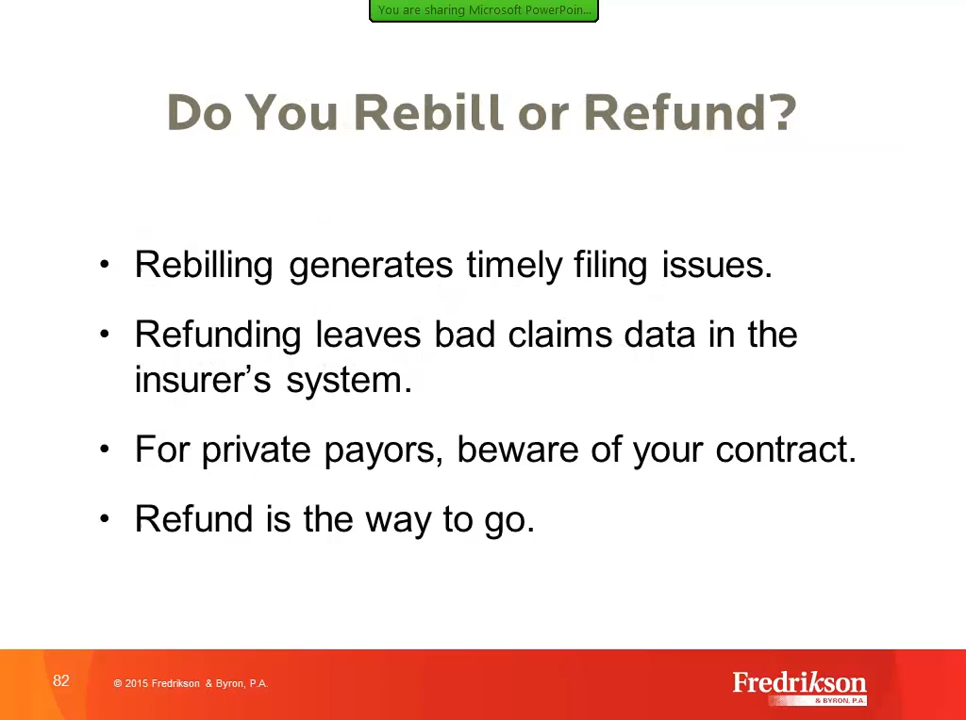 You are sharing Microsoft PowerPoin...
Do You Rebill or Refund?
• Rebilling generates timely filing issues.
• Refunding leaves bad claims data in the
insurer’s system.
• For private payors, beware of your contract.
• Refund is the way to go.
82
© 2015 Fredrikson & Byron, P.A.
Fredrikson
& BYRON, P.A.